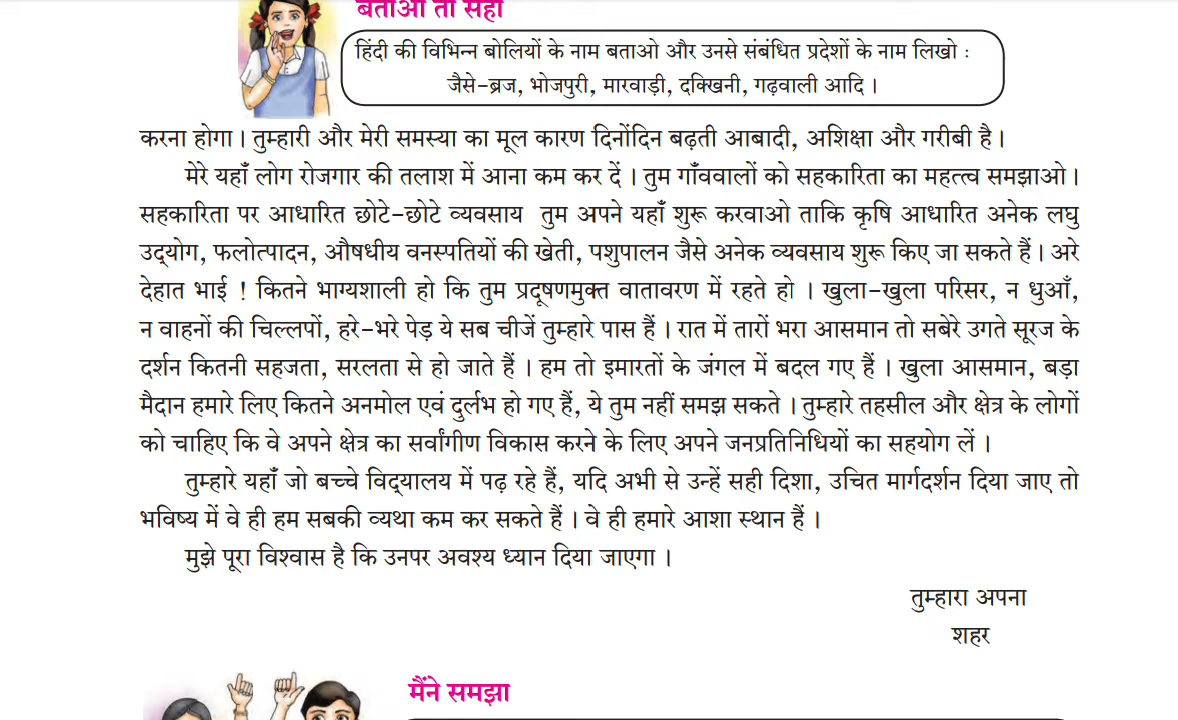 बताओ तो सही
हिंदी की विभिन्न बोलियों के नाम बताओ और उनसे संबंधित प्रदेशों के नाम लिखो :
जैसे-ब्रज, भोजपुरी, मारवाड़ी, दक्खिनी, गढ़वाली आदि ।
करना होगा । तुम्हारी और मेरी समस्या का मूल कारण दिनोंदिन बढ़ती आबादी, अशिक्षा और गरीबी है ।
मेरे यहाँ लोग रोजगार की तलाश में आना कम कर दें । तुम गाँववालों को सहकारिता का महत्त्व समझाओ ।
सहकारिता पर आधारित छोटे-छोटे व्यवसाय तुम अपने यहाँ शुरू करवाओ ताकि कृषि आधारित अनेक लघु
उद्‌योग, फलोत्पादन, औषधीय वनस्पतियों की खेती, पशुपालन जैसे अनेक व्यवसाय शुरू किए जा सकते हैं । अरे
देहात भाई ! कितने भाग्यशाली हो कि तुम प्रदूषणमुक्त वातावरण में रहते हो । खुला-खुला परिसर, न धुआँ,
न वाहनों की चिल्लपों, हरे-भरे पेड़ ये सब चीजें तुम्हारे पास हैं । रात में तारों भरा आसमान तो सबेरे उगते सूरज के
दर्शन कितनी सहजता, सरलता से हो जाते हैं । हम तो इमारतों के जंगल में बदल गए हैं । खुला आसमान, बड़ा
मैदान हमारे लिए कितने अनमोल एवं दुर्लभ हो गए हैं, ये तुम नहीं समझ सकते । तुम्हारे तहसील और क्षेत्र के लोगों
को चाहिए कि वे अपने क्षेत्र का सर्वांगीण विकास करने के लिए अपने जनप्रतिनिधियों का सहयोग लें ।
तुम्हारे यहाँ जो बच्चे विद्‌यालय में पढ़ रहे हैं, यदि अभी से उन्हें सही दिशा, उचित मार्गदर्शन दिया जाए तो
भविष्य में वे ही हम सबकी व्यथा कम कर सकते हैं । वे ही हमारे आशा स्थान हैं ।
मुझे पूरा विश्वास है कि उनपर अवश्य ध्यान दिया जाएगा ।
तुम्हारा अपना
शहर
मैंने समझा